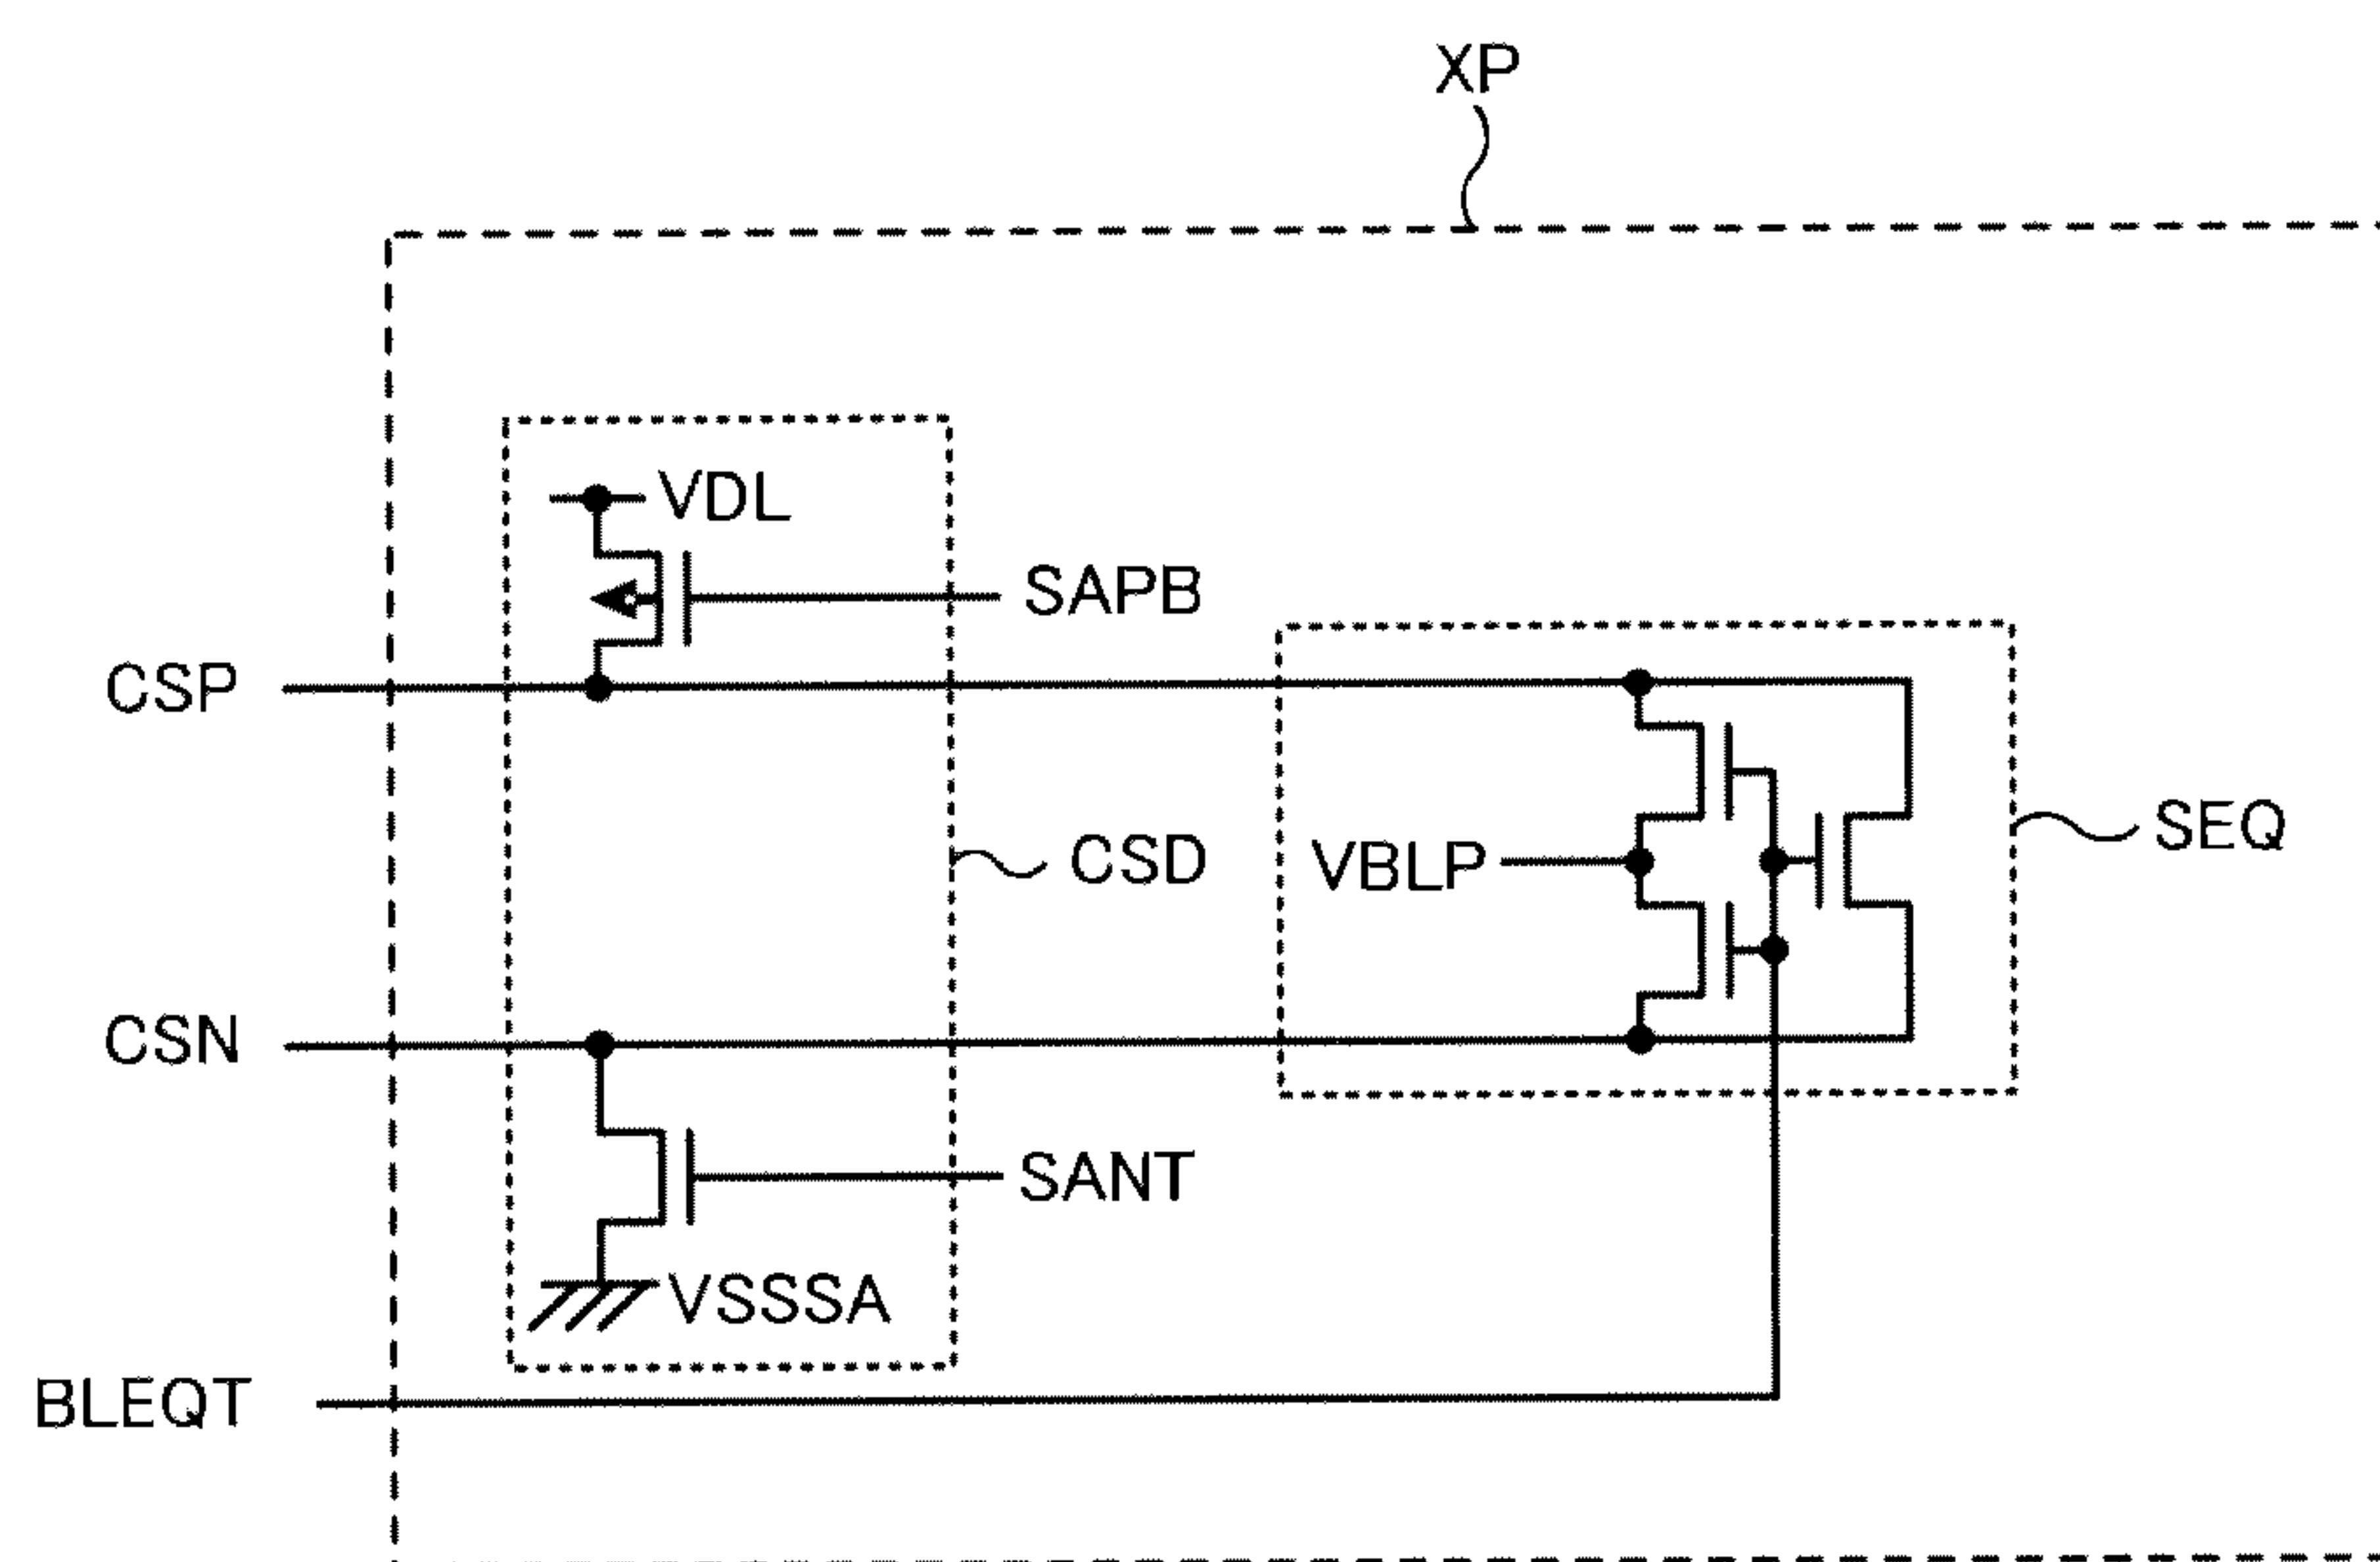 XP
VDL
SAPB
CSP
CSD
VBLP
SEQ
CSN
SANT
VSSSA
BLEQT